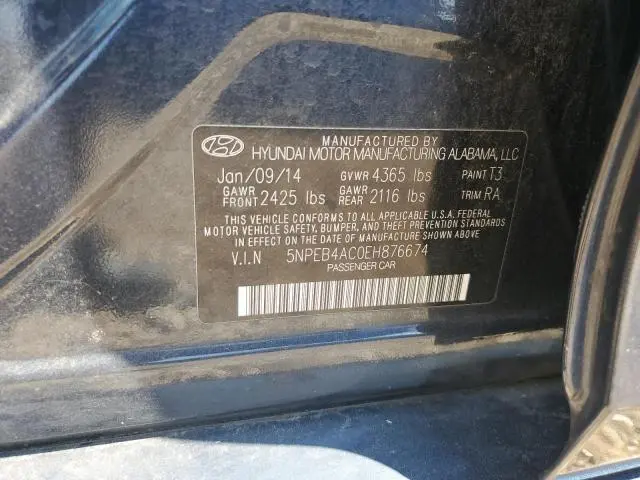 MANUFACTURED BY
HYUNDAI MOTOR MANUFACTURING ALABAMA, LLC
Jan/09/14 GVWR 4365 lbs PAINT T3
GAWR FRONT 2425 lbs GAWR REAR 2116 lbs TRIM RA
THIS VEHICLE CONFORMS TO ALL APPLICABLE U.S.A. FEDERAL
MOTOR VEHICLE SAFETY, BUMPER, AND THEFT PREVENTION STANDARDS
IN EFFECT ON THE DATE OF MANUFACTURE SHOWN ABOVE
V.I.N 5NPEB4AC0EH876674
PASSENGER CAR